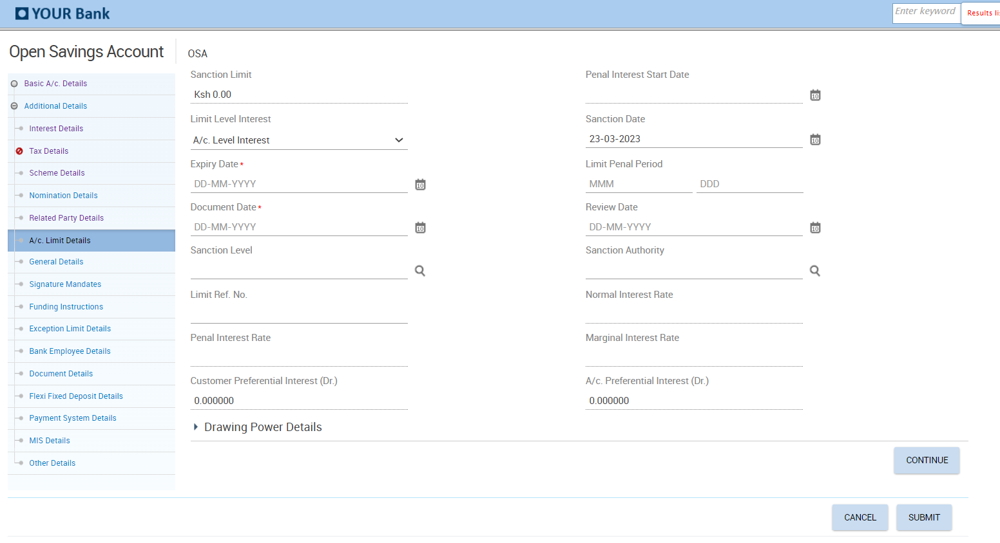 YOUR Bank
Enter keyword
Results li
Open Savings Account
OSA
Basic A/c. Details
Additional Details
Interest Details
Tax Details
Scheme Details
Nomination Details
Related Party Details
A/c. Limit Details
General Details
Signature Mandates
Funding Instructions
Exception Limit Details
Bank Employee Details
Document Details
Flexi Fixed Deposit Details
Payment System Details
MIS Details
Other Details
Sanction Limit
Penal Interest Start Date
Ksh 0.00
10
Limit Level Interest
Sanction Date
A/c. Level Interest
23-03-2023
10
Expiry Date *
Limit Penal Period
DD-MM-YYYY
10
MMM
DDD
Document Date *
Review Date
DD-MM-YYYY
10
DD-MM-YYYY
10
Sanction Level
Sanction Authority
Limit Ref. No.
Normal Interest Rate
Penal Interest Rate
Marginal Interest Rate
Customer Preferential Interest (Dr.)
A/c. Preferential Interest (Dr.)
0.000000
0.000000
Drawing Power Details
CONTINUE
CANCEL
SUBMIT